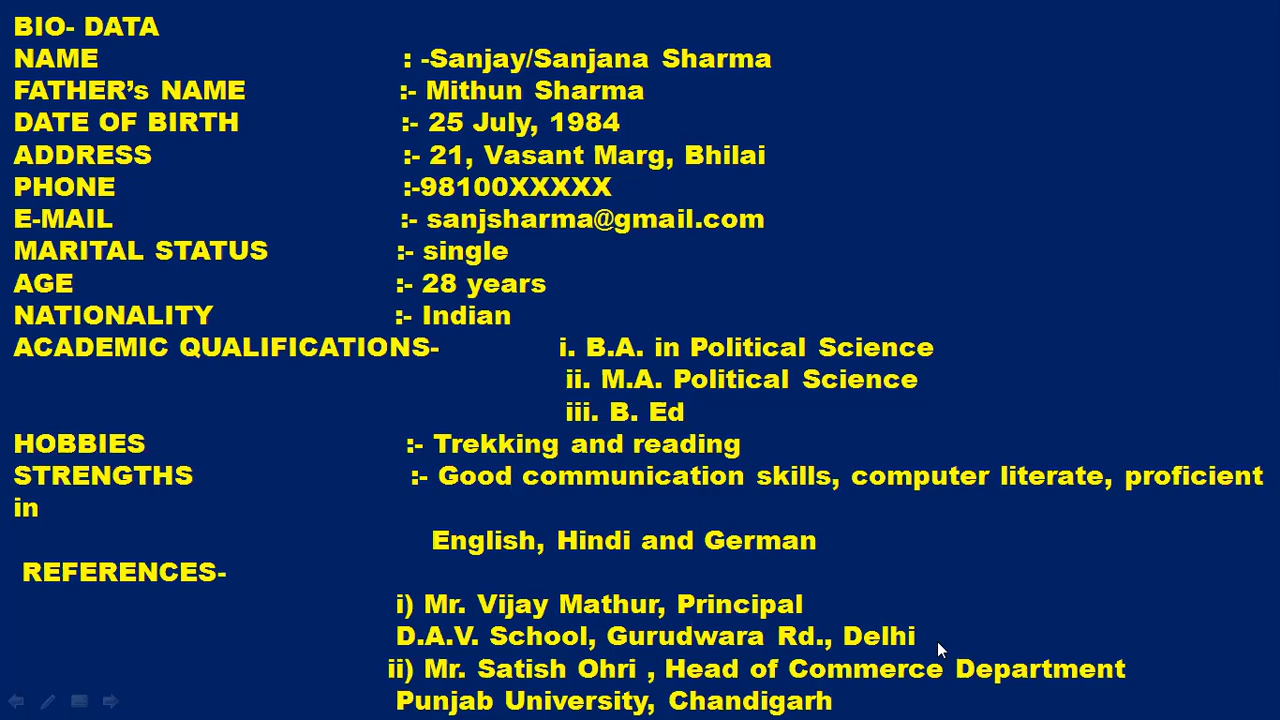 BIO- DATA
NAME : -Sanjay/Sanjana Sharma
FATHER’s NAME :- Mithun Sharma
DATE OF BIRTH :- 25 July, 1984
ADDRESS :- 21, Vasant Marg, Bhilai
PHONE :-98100XXXXX
E-MAIL :- sanjsharma@gmail.com
MARITAL STATUS :- single
AGE :- 28 years
NATIONALITY :- Indian
ACADEMIC QUALIFICATIONS- i. B.A. in Political Science
ii. M.A. Political Science
iii. B. Ed
HOBBIES :- Trekking and reading
STRENGTHS :- Good communication skills, computer literate, proficient
in
English, Hindi and German
REFERENCES-
i) Mr. Vijay Mathur, Principal
D.A.V. School, Gurudwara Rd., Delhi
ii) Mr. Satish Ohri , Head of Commerce Department
Punjab University, Chandigarh